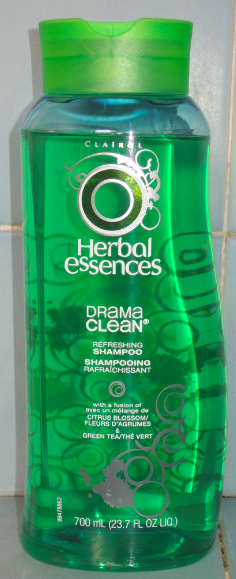 CLAIROL
Herbal
essences
DRama
CLeaN®
REFRESHING
SHAMPOO
SHAMPOOING
RAFRAÎCHISSANT
with a fusion of
avec un mélange de
CITRUS BLOSSOM/
FLEURS D'AGRUMES
&
GREEN TEA/THÉ VERT
700 mL (23.7 FL OZ LIQ.)